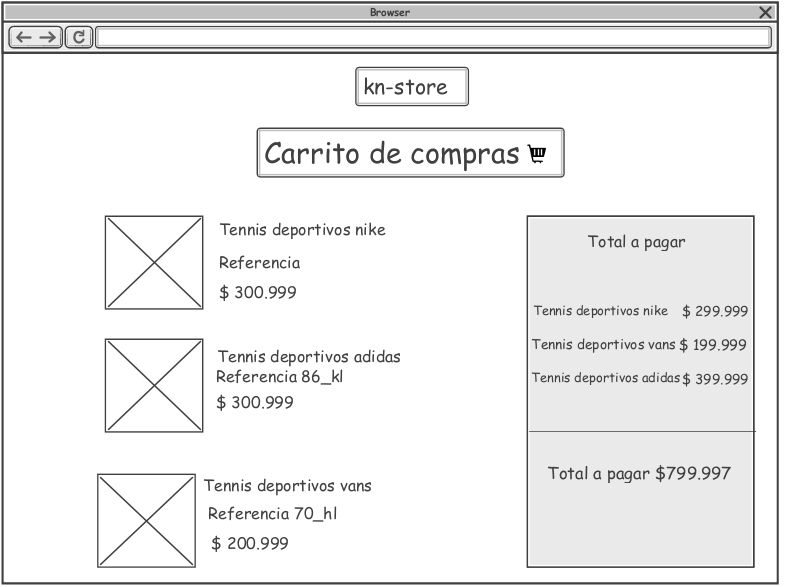 Browser
kn-store
Carrito de compras
Tennis deportivos nike
Referencia
$ 300.999
Tennis deportivos adidas
Referencia 86_kl
$ 300.999
Tennis deportivos vans
Referencia 70_hl
$ 200.999
Total a pagar
Tennis deportivos nike $ 299.999
Tennis deportivos vans $ 199.999
Tennis deportivos adidas $ 399.999
Total a pagar $799.997